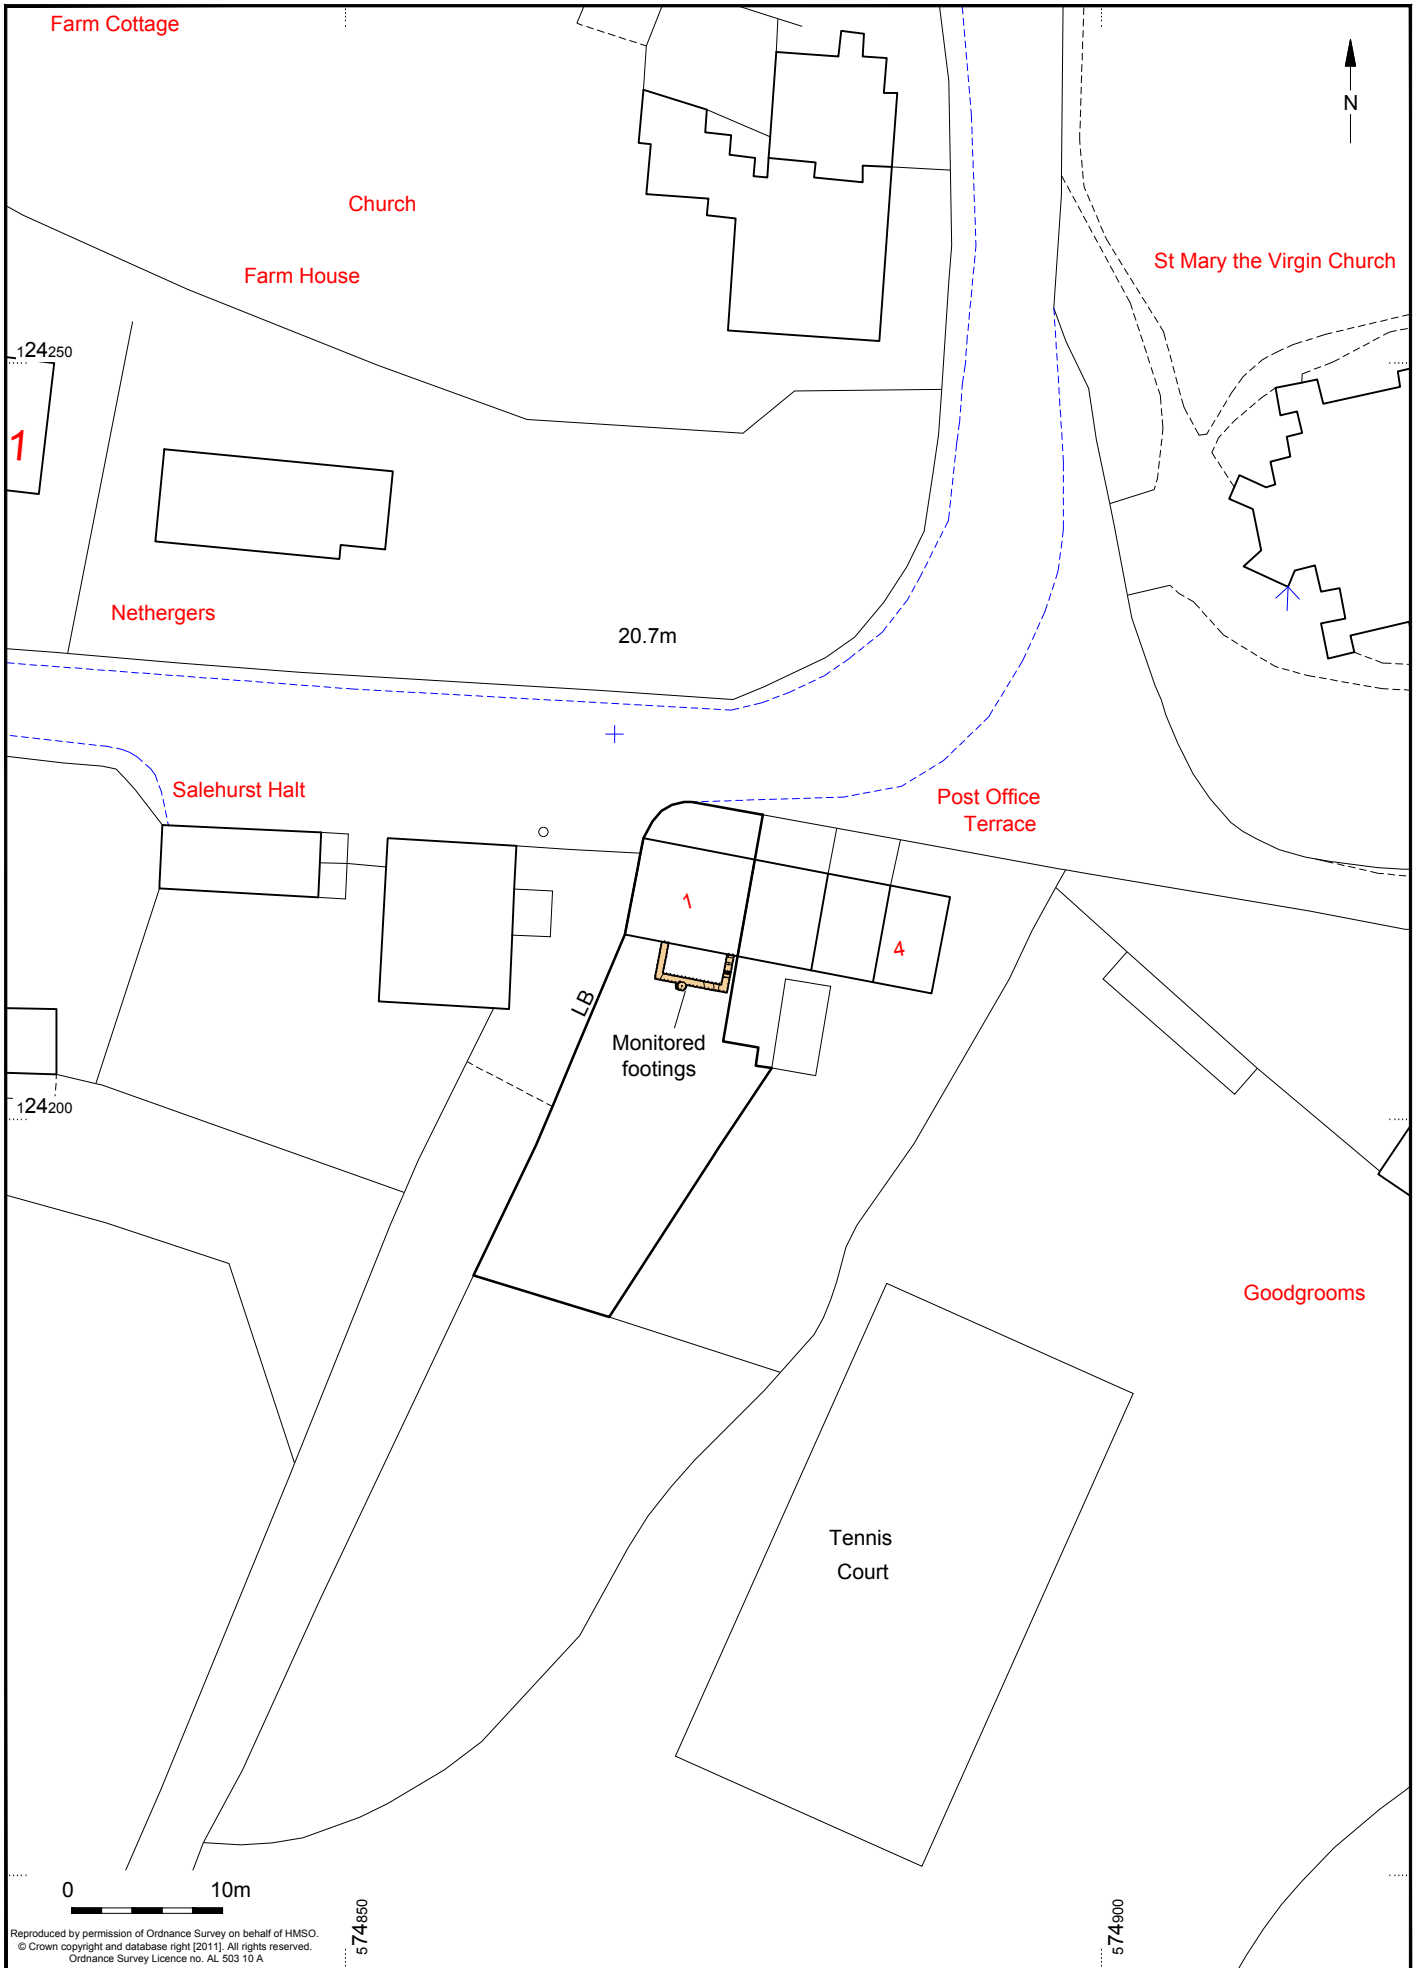 Farm Cottage
N
Church
Farm House
St Mary the Virgin Church
124250
1
Nethergers
20.7m
Salehurst Halt
Post Office
Terrace
1
4
LB
Monitored
footings
124200
Goodgrooms
Tennis
Court
0 10m
574850
574900
Reproduced by permission of Ordnance Survey on behalf of HMSO.
© Crown copyright and database right [2011]. All rights reserved.
Ordnance Survey Licence no. AL 503 10 A